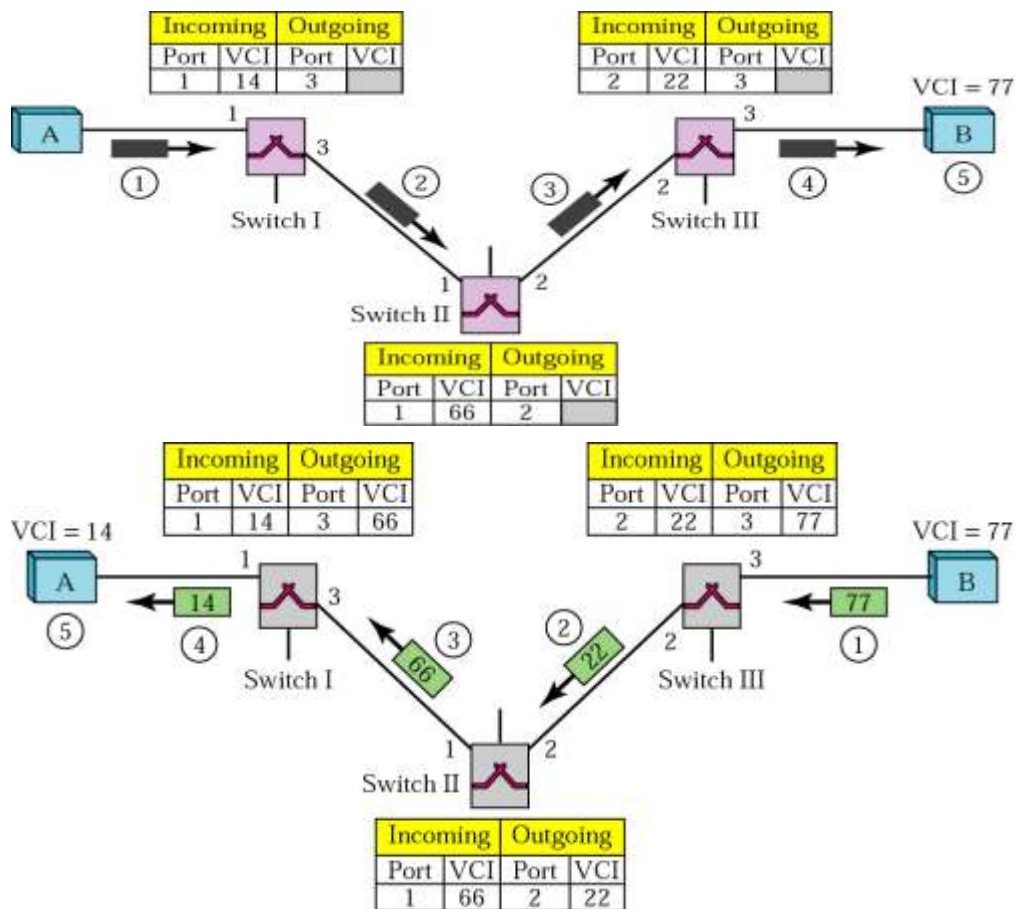 Incoming Outgoing Incoming Outgoing
Port VCI Port VCI Port VCI Port VCI
1 14 3 2 22 3
VCI = 77
A 1 3 B
① 3 ② ③ 2 ④ ⑤
Switch I Switch III
1 2
Switch II
Incoming Outgoing
Port VCI Port VCI
1 66 2
Incoming Outgoing Incoming Outgoing
Port VCI Port VCI Port VCI Port VCI
1 14 3 66 2 22 3 77
VCI = 14 VCI = 77
A 1 3 B
14 3 77
⑤ ④ ③ ② 2 ①
66 22
Switch I Switch III
1 2
Switch II
Incoming Outgoing
Port VCI Port VCI
1 66 2 22